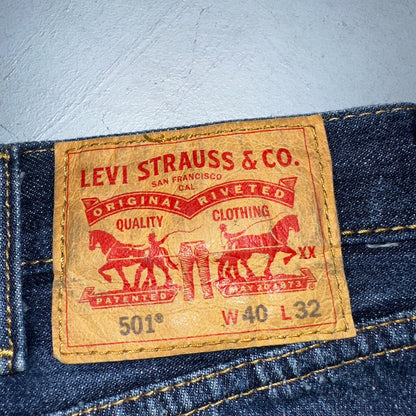 LEVI STRAUSS & CO.
SAN FRANCISCO
CAL
ORIGINAL RIVETED
QUALITY CLOTHING
XX
PATENTED MAY 20 1873
501® W 40 L 32